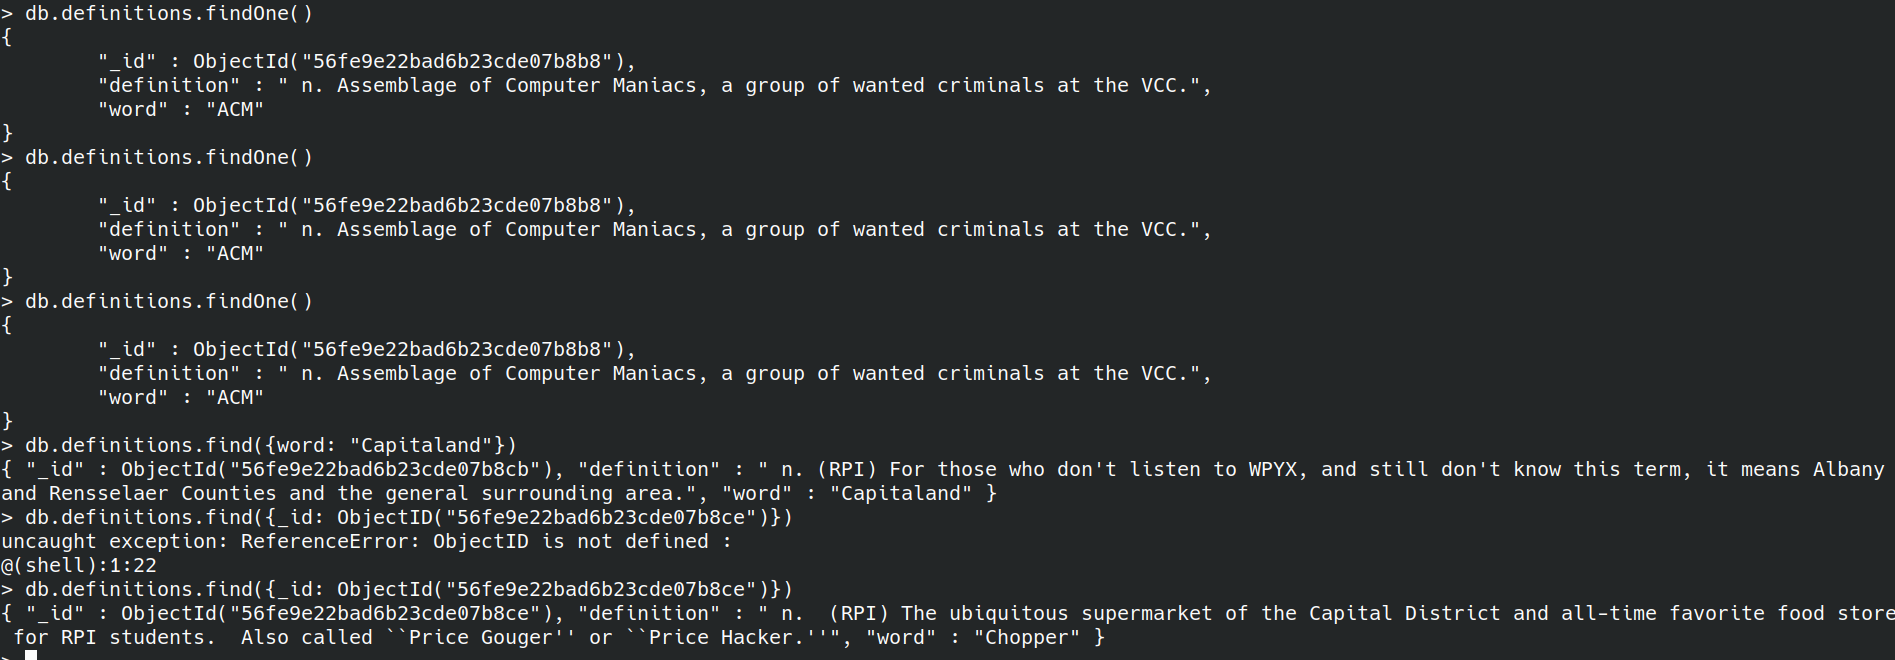 > db.definitions.findOne()
{
        "_id" : ObjectId("56fe9e22bad6b23cde07b8b8"),
        "definition" : " n. Assemblage of Computer Maniacs, a group of wanted criminals at the VCC.",
        "word" : "ACM"
}
> db.definitions.findOne()
{
        "_id" : ObjectId("56fe9e22bad6b23cde07b8b8"),
        "definition" : " n. Assemblage of Computer Maniacs, a group of wanted criminals at the VCC.",
        "word" : "ACM"
}
> db.definitions.findOne()
{
        "_id" : ObjectId("56fe9e22bad6b23cde07b8b8"),
        "definition" : " n. Assemblage of Computer Maniacs, a group of wanted criminals at the VCC.",
        "word" : "ACM"
}
> db.definitions.find({word: "Capitaland"})
{ "_id" : ObjectId("56fe9e22bad6b23cde07b8cb"), "definition" : " n. (RPI) For those who don't listen to WPYX, and still don't know this term, it means Albany
and Rensselaer Counties and the general surrounding area.", "word" : "Capitaland" }
> db.definitions.find({_id: ObjectID("56fe9e22bad6b23cde07b8ce")})
uncaught exception: ReferenceError: ObjectID is not defined :
@(shell):1:22
> db.definitions.find({_id: ObjectId("56fe9e22bad6b23cde07b8ce")})
{ "_id" : ObjectId("56fe9e22bad6b23cde07b8ce"), "definition" : " n.  (RPI) The ubiquitous supermarket of the Capital District and all-time favorite food store
 for RPI students.  Also called ``Price Gouger'' or ``Price Hacker.''", "word" : "Chopper" }
>